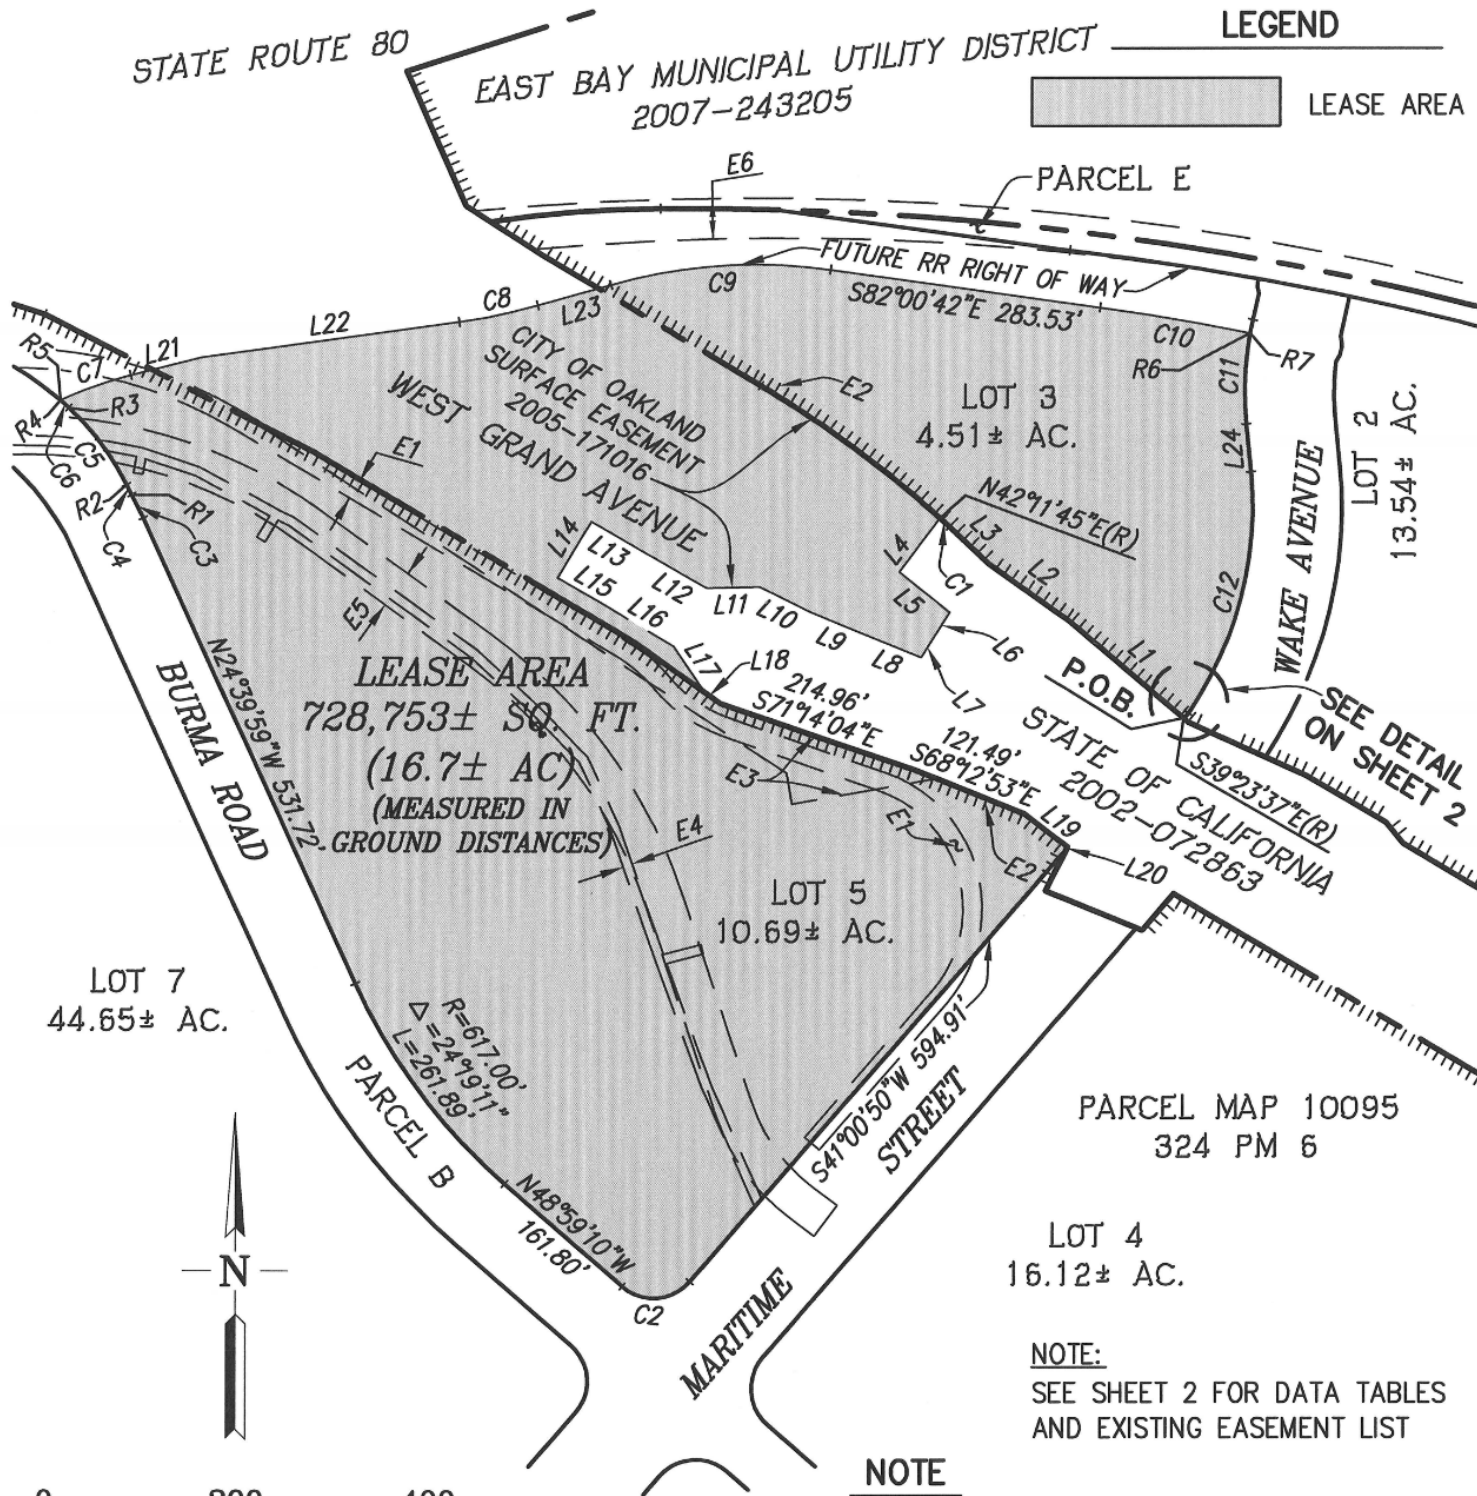 STATE ROUTE 80
EAST BAY MUNICIPAL UTILITY DISTRICT
2007-243205
LEGEND
LEASE AREA
E6
PARCEL E
FUTURE RR RIGHT OF WAY
C9
S82°00'42"E 283.53'
C10
C8
L23
L22
L21
R5
C7
R4
R3
C5
C6
R2
R1
C4
C3
R6
R7
C11
L24
C12
CITY OF OAKLAND
SURFACE EASEMENT
2005-171016
WEST GRAND AVENUE
E1
E2
LOT 3
4.51± AC.
LOT 2
13.54± AC.
WAKE AVENUE
N42°11'45"E(R)
L3
L2
L4
C1
L5
L6
L1
L14
L13
L12
L15
L16
L11
L10
L9
L8
L7
L17
L18
P.O.B.
SEE DETAIL
ON SHEET 2
S39°23'37"E(R)
214.96'
S71°14'04"E
121.49'
S68°12'53"E
STATE OF CALIFORNIA
2002-072863
L19
L20
E5
LEASE AREA
728,753± SQ. FT.
(16.7± AC)
(MEASURED IN
GROUND DISTANCES)
N24°39'59"W 531.72'
BURMA ROAD
E3
E4
E1
E2
LOT 5
10.69± AC.
LOT 7
44.65± AC.
R=617.00'
Δ=24°19'11"
L=261.89'
PARCEL B
N48°59'10"W
161.80'
C2
S41°00'50"W 594.91'
MARITIME STREET
PARCEL MAP 10095
324 PM 6
LOT 4
16.12± AC.
N
NOTE:
SEE SHEET 2 FOR DATA TABLES
AND EXISTING EASEMENT LIST
NOTE